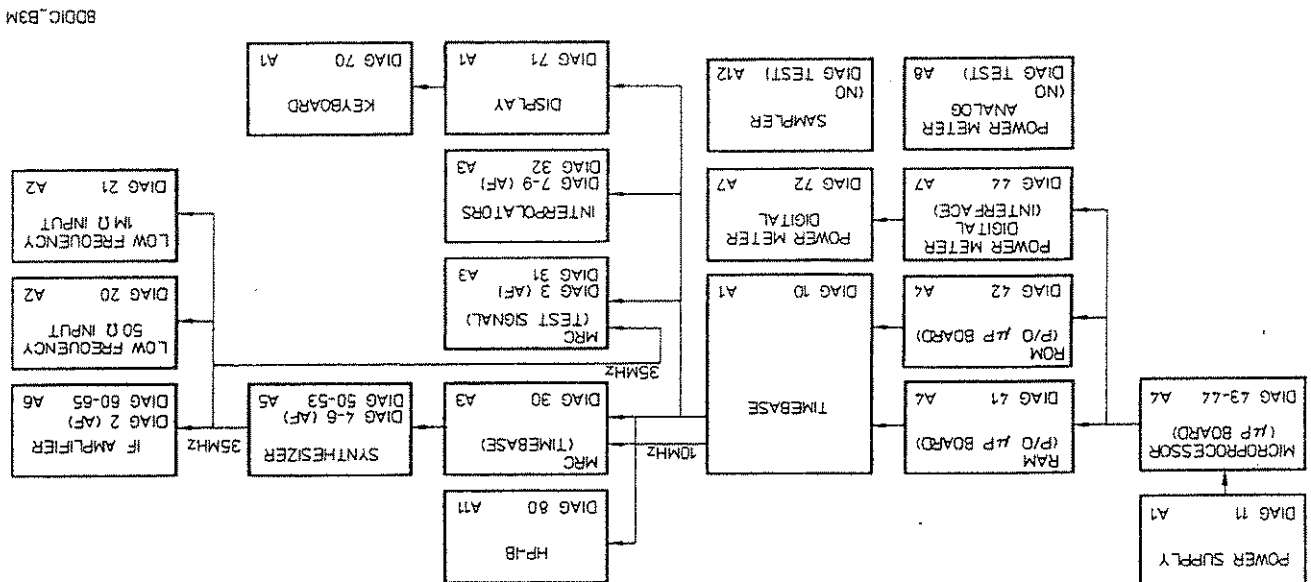 POWER SUPPLY
DIAG 11 A1
MICROPROCESSOR
(µP BOARD)
DIAG 43-44 A4
RAM
(P/O µP BOARD)
DIAG 41 A4
ROM
(P/O µP BOARD)
DIAG 42 A4
POWER METER
DIGITAL
(INTERFACE)
DIAG 44 A7
POWER METER
ANALOG
(NO
DIAG TEST) A8
TIMEBASE
DIAG 10 A1
POWER METER
DIGITAL
DIAG 72 A7
SAMPLER
(NO
DIAG TEST) A12
10MHz
HP-IB
DIAG 80 A11
MRC
(TIMEBASE)
DIAG 30 A3
35MHz
MRC
(TEST SIGNAL)
DIAG 3 (AF)
DIAG 31 A3
INTERPOLATORS
DIAG 7-9 (AF)
DIAG 32 A3
DISPLAY
DIAG 71 A1
SYNTHESIZER
DIAG 4-6 (AF)
DIAG 50-53 A5
KEYBOARD
DIAG 70 A1
35MHz
IF AMPLIFIER
DIAG 2 (AF)
DIAG 60-65 A6
LOW FREQUENCY
50 Ω INPUT
DIAG 20 A2
LOW FREQUENCY
1M Ω INPUT
DIAG 21 A2
8DDIC_B3M